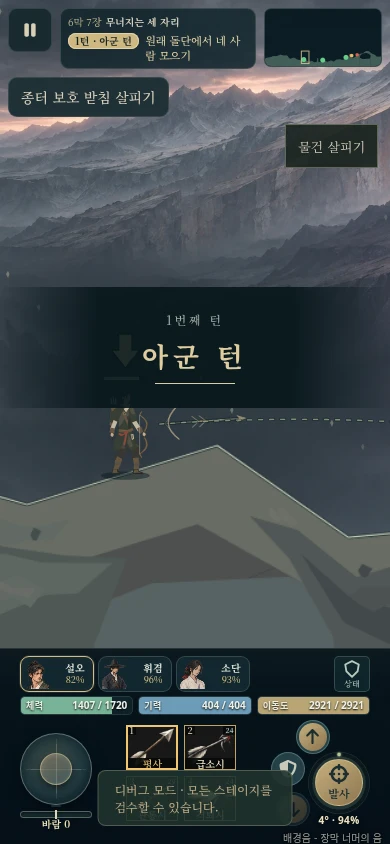 6막 7장 무너지는 세 자리
1턴 · 아군 턴 원래 돌단에서 네 사
람 모으기
종터 보호 받침 살피기
물건 살피기
1번째 턴
아군 턴
설오
82%
휘겸
96%
소단
93%
상태
체력 1407 / 1720
기력 404 / 404
이동도 2921 / 2921
1
평사
2
24
급소시
발사
디버그 모드 · 모든 스테이지를
검수할 수 있습니다.
바람 0
4° · 94%
배경음 - 장막 너머의 음